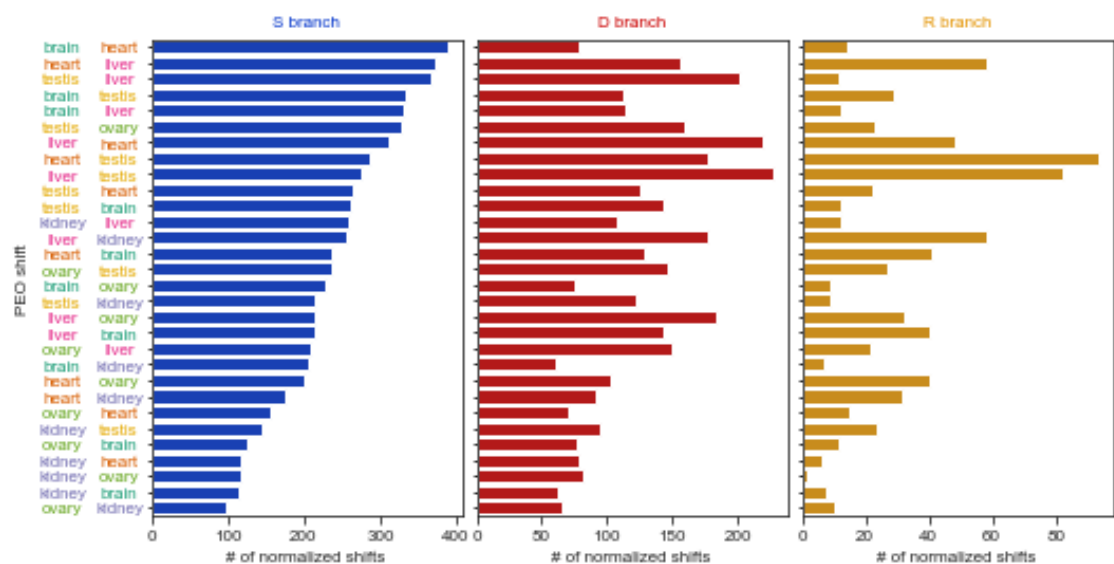 S branch D branch R branch
brain heart
heart liver
testis liver
brain testis
brain liver
testis ovary
liver heart
heart testis
liver testis
testis heart
testis brain
kidney liver
liver kidney
heart brain
ovary testis
brain ovary
testis kidney
liver ovary
liver brain
ovary liver
brain kidney
heart ovary
heart kidney
ovary heart
kidney testis
ovary brain
kidney heart
kidney ovary
kidney brain
ovary kidney
PEO shift
0 100 200 300 400 0 50 100 150 200 0 20 40 60 80
# of normalized shifts # of normalized shifts # of normalized shifts